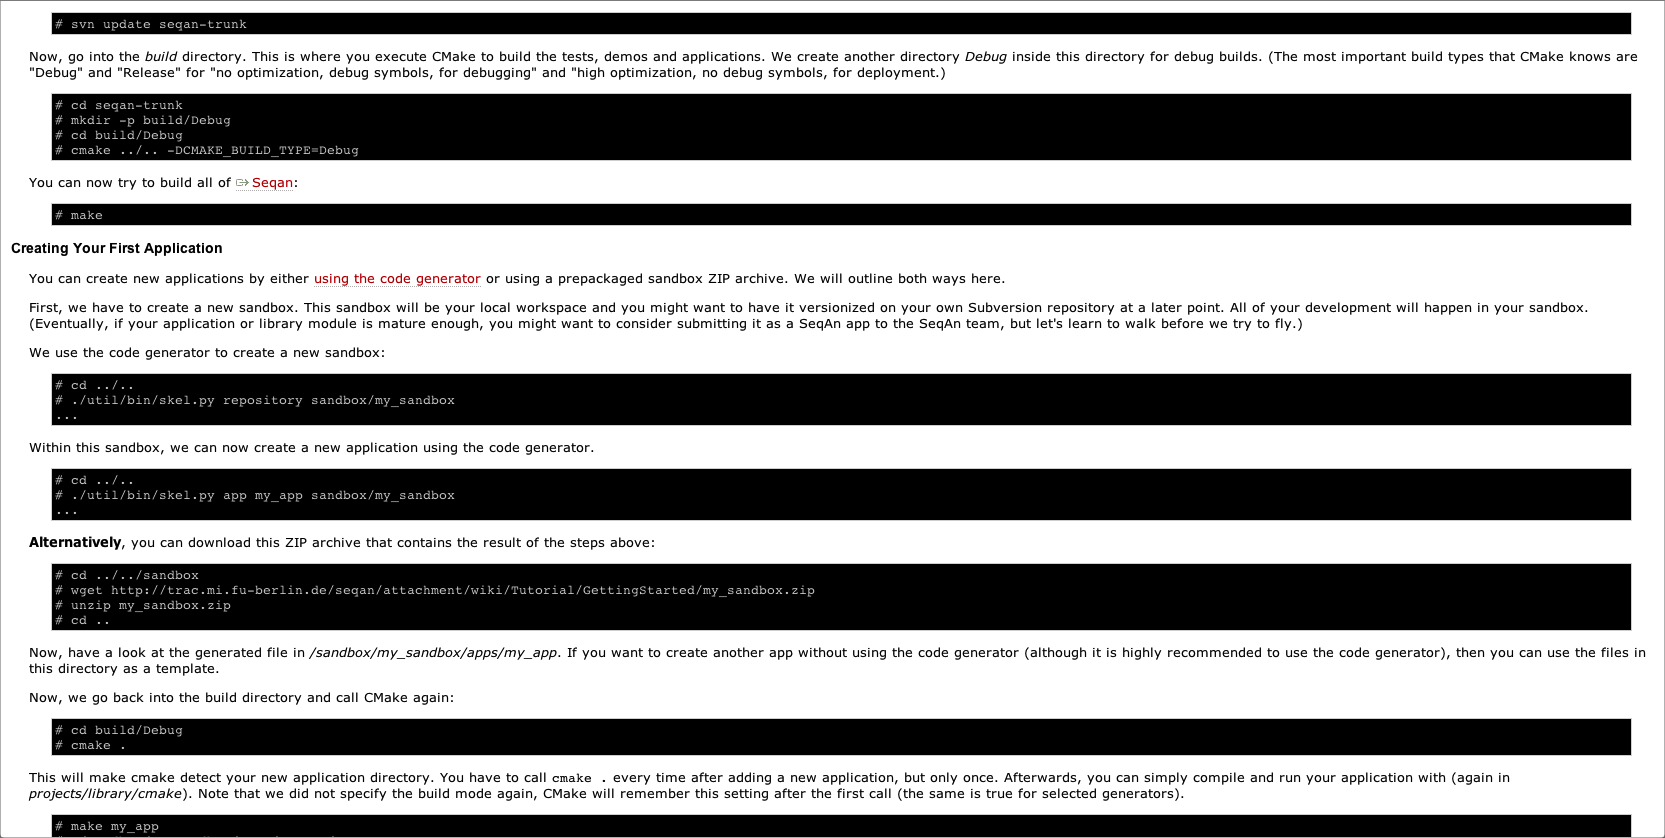 # svn update seqan-trunk
Now, go into the build directory. This is where you execute CMake to build the tests, demos and applications. We create another directory Debug inside this directory for debug builds. (The most important build types that CMake knows are
"Debug" and "Release" for "no optimization, debug symbols, for debugging" and "high optimization, no debug symbols, for deployment.)
# cd seqan-trunk
# mkdir -p build/Debug
# cd build/Debug
# cmake ../.. -DCMAKE_BUILD_TYPE=Debug
You can now try to build all of Seqan:
# make
Creating Your First Application
You can create new applications by either using the code generator or using a prepackaged sandbox ZIP archive. We will outline both ways here.
First, we have to create a new sandbox. This sandbox will be your local workspace and you might want to have it versionized on your own Subversion repository at a later point. All of your development will happen in your sandbox.
(Eventually, if your application or library module is mature enough, you might want to consider submitting it as a SeqAn app to the SeqAn team, but let's learn to walk before we try to fly.)
We use the code generator to create a new sandbox:
# cd ../..
# ./util/bin/skel.py repository sandbox/my_sandbox
...
Within this sandbox, we can now create a new application using the code generator.
# cd ../..
# ./util/bin/skel.py app my_app sandbox/my_sandbox
...
Alternatively, you can download this ZIP archive that contains the result of the steps above:
# cd ../../sandbox
# wget http://trac.mi.fu-berlin.de/seqan/attachment/wiki/Tutorial/GettingStarted/my_sandbox.zip
# unzip my_sandbox.zip
# cd ..
Now, have a look at the generated file in /sandbox/my_sandbox/apps/my_app. If you want to create another app without using the code generator (although it is highly recommended to use the code generator), then you can use the files in
this directory as a template.
Now, we go back into the build directory and call CMake again:
# cd build/Debug
# cmake .
This will make cmake detect your new application directory. You have to call cmake . every time after adding a new application, but only once. Afterwards, you can simply compile and run your application with (again in
projects/library/cmake). Note that we did not specify the build mode again, CMake will remember this setting after the first call (the same is true for selected generators).
# make my_app